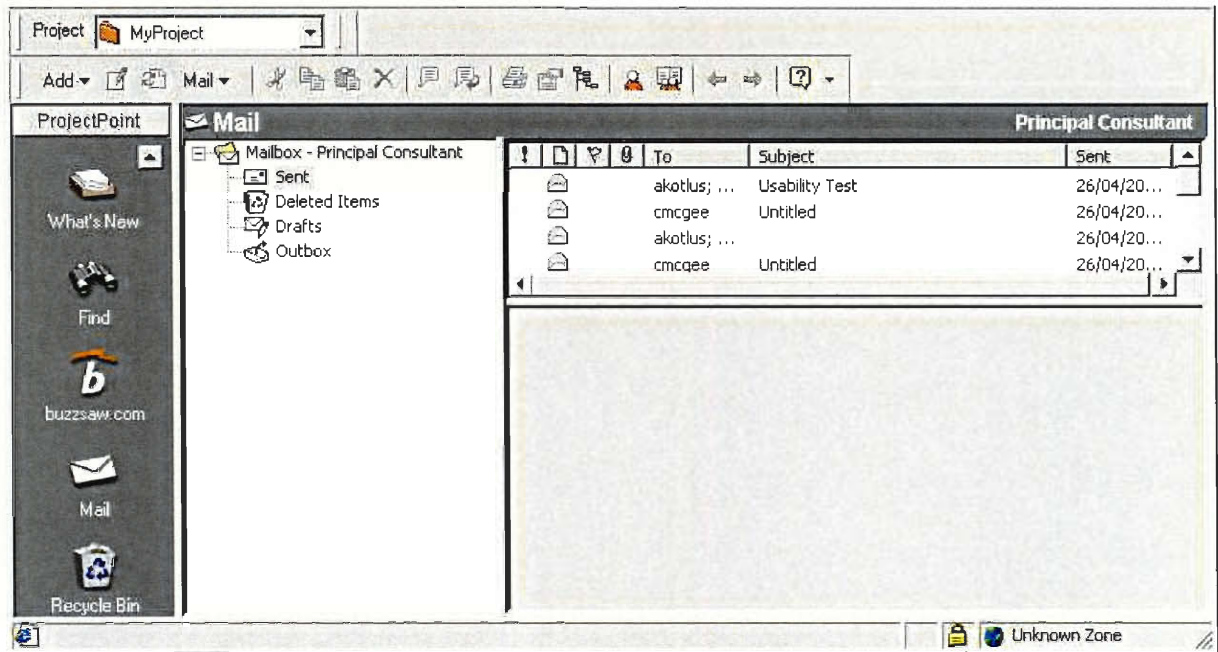 Project MyProject
Add Mail
ProjectPoint
Mail Principal Consultant
What's New
Find
b
buzzsaw.com
Mail
Recycle Bin
Mailbox - Principal Consultant
Sent
Deleted Items
Drafts
Outbox
! To Subject Sent
akotlus; ... Usability Test 26/04/20...
cmcgee Untitled 26/04/20...
akotlus; ... 26/04/20...
cmcgee Untitled 26/04/20...
Unknown Zone